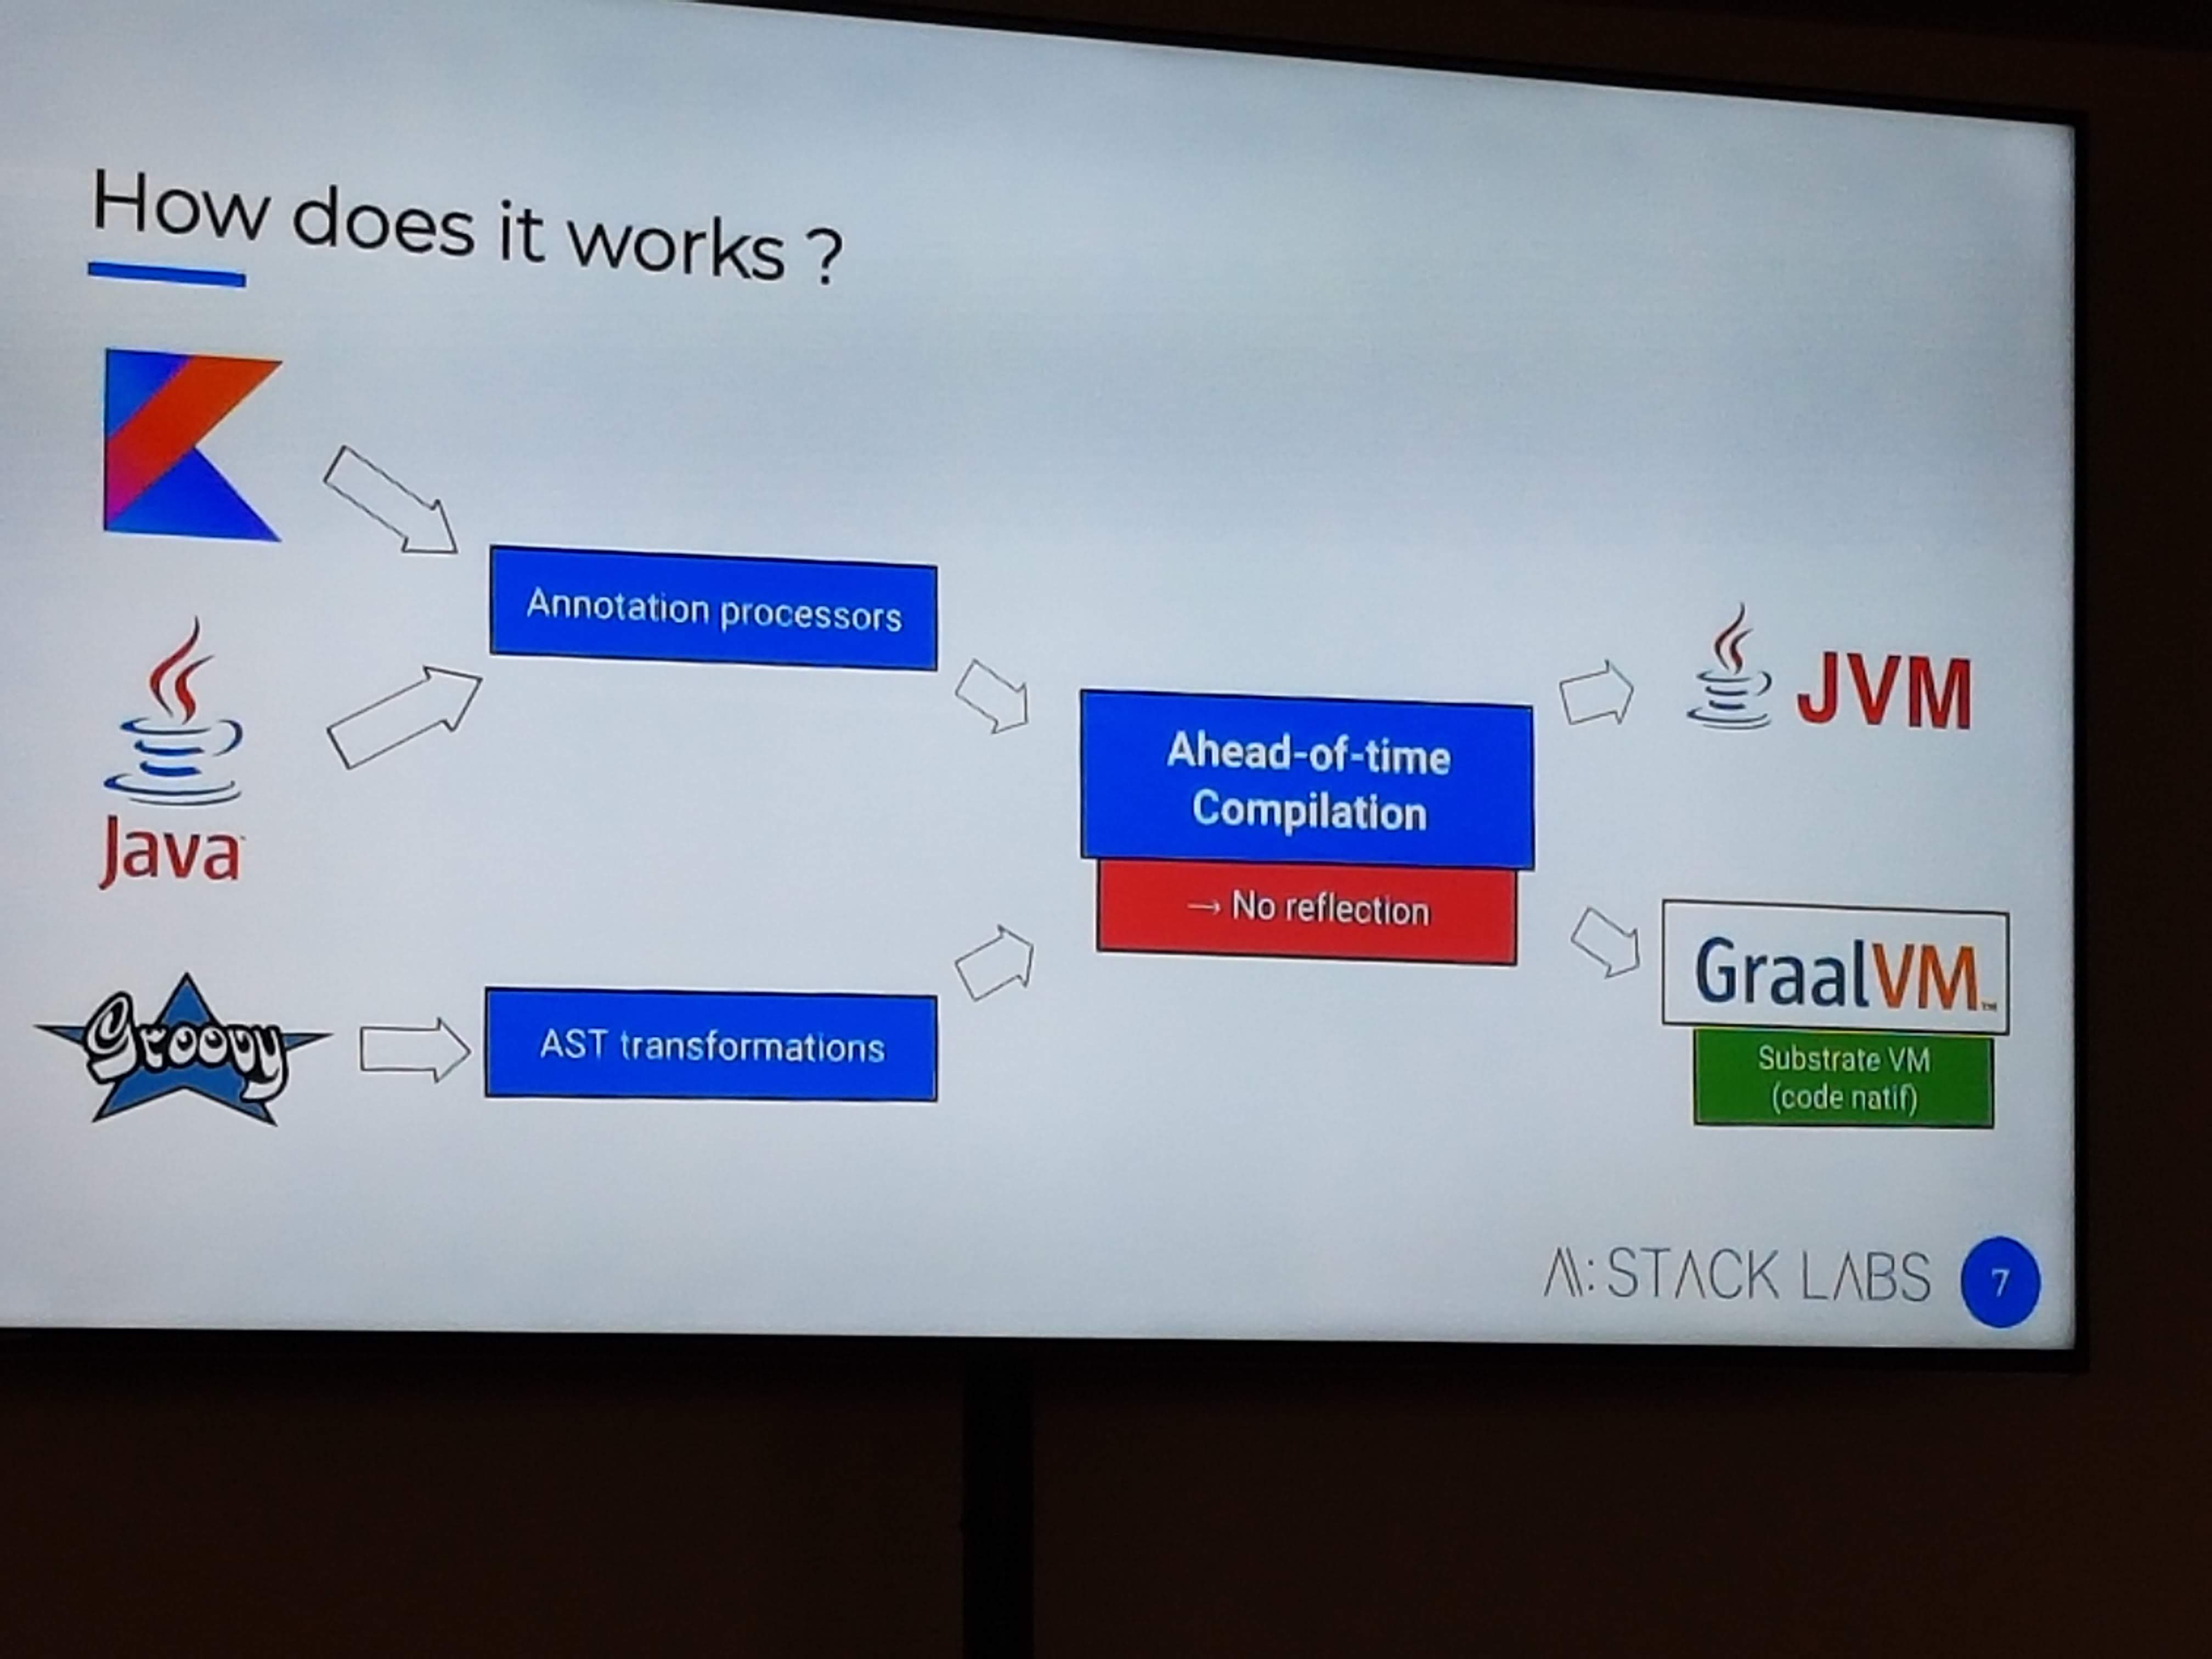 How does it works ?
Annotation processors
Java
Groovy
AST transformations
Ahead-of-time
Compilation
→ No reflection
JVM
GraalVM™
Substrate VM
(code natif)
STACK LABS
7